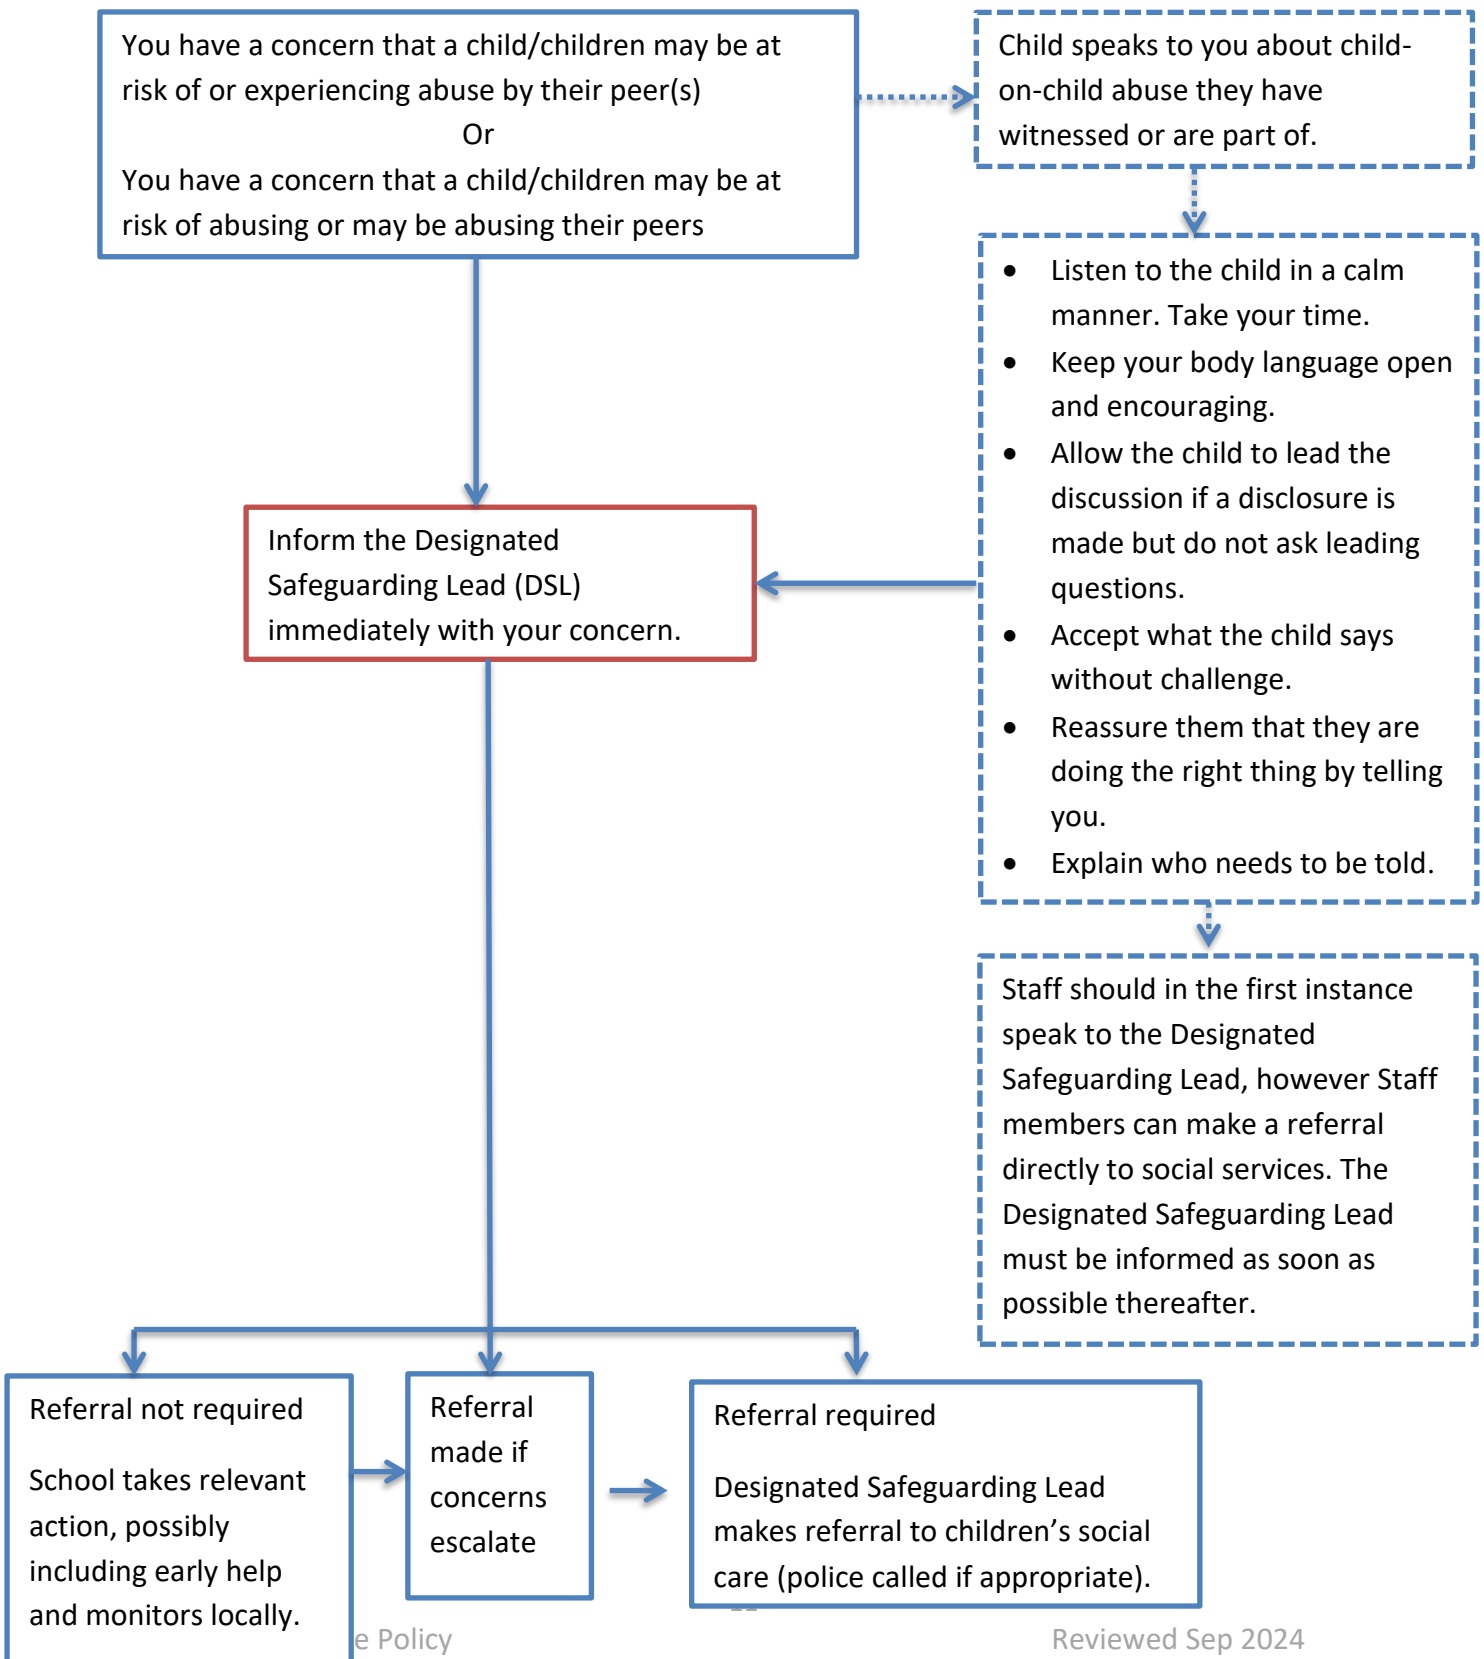 You have a concern that a child/children may be at
risk of or experiencing abuse by their peer(s)
Or
You have a concern that a child/children may be at
risk of abusing or may be abusing their peers
Child speaks to you about child-
on-child abuse they have
witnessed or are part of.
• Listen to the child in a calm
manner. Take your time.
• Keep your body language open
and encouraging.
• Allow the child to lead the
discussion if a disclosure is
made but do not ask leading
questions.
• Accept what the child says
without challenge.
• Reassure them that they are
doing the right thing by telling
you.
• Explain who needs to be told.
Inform the Designated
Safeguarding Lead (DSL)
immediately with your concern.
Staff should in the first instance
speak to the Designated
Safeguarding Lead, however Staff
members can make a referral
directly to social services. The
Designated Safeguarding Lead
must be informed as soon as
possible thereafter.
Referral not required
School takes relevant
action, possibly
including early help
and monitors locally.
Referral
made if
concerns
escalate
Referral required
Designated Safeguarding Lead
makes referral to children’s social
care (police called if appropriate).
e Policy
Reviewed Sep 2024